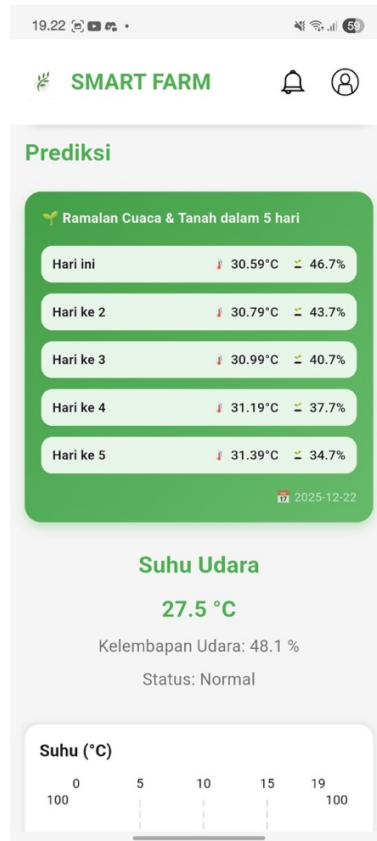 19.22
59
SMART FARM
Prediksi
Ramalan Cuaca & Tanah dalam 5 hari
Hari ini 30.59°C 46.7%
Hari ke 2 30.79°C 43.7%
Hari ke 3 30.99°C 40.7%
Hari ke 4 31.19°C 37.7%
Hari ke 5 31.39°C 34.7%
2025-12-22
Suhu Udara
27.5 °C
Kelembapan Udara: 48.1 %
Status: Normal
Suhu (°C)
0 5 10 15 19
100 100